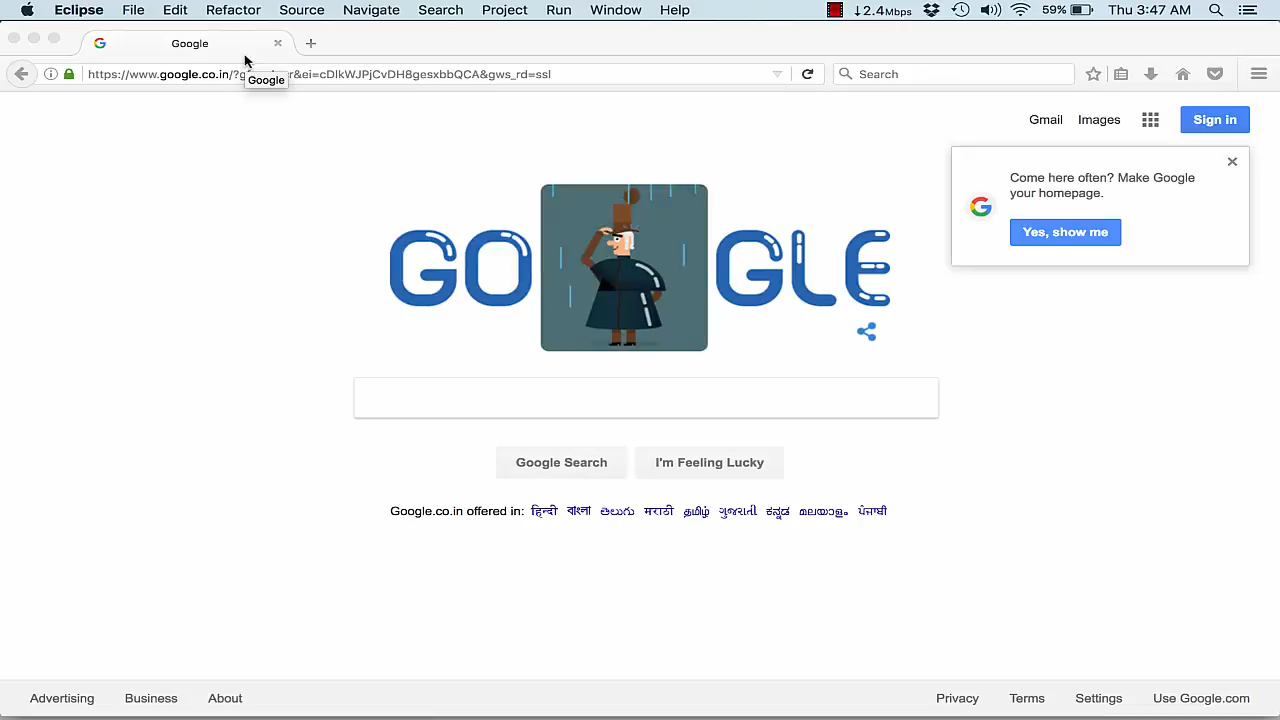 Eclipse File Edit Refactor Source Navigate Search Project Run Window Help ↓2.4Mbps 59% Thu 3:47 AM
Google
https://www.google.co.in/? r&ei=cDlkWJPjCvDH8gesxbbQCA&gws_rd=ssl Search
Google
Gmail Images Sign in
Come here often? Make Google
your homepage.
Yes, show me
GO GLE
Google Search I'm Feeling Lucky
Google.co.in offered in: हिन्दी বাংলা తెలుగు मराठी தமிழ் ગુજરાતી ಕನ್ನಡ മലയാളം ਪੰਜਾਬੀ
Advertising Business About Privacy Terms Settings Use Google.com